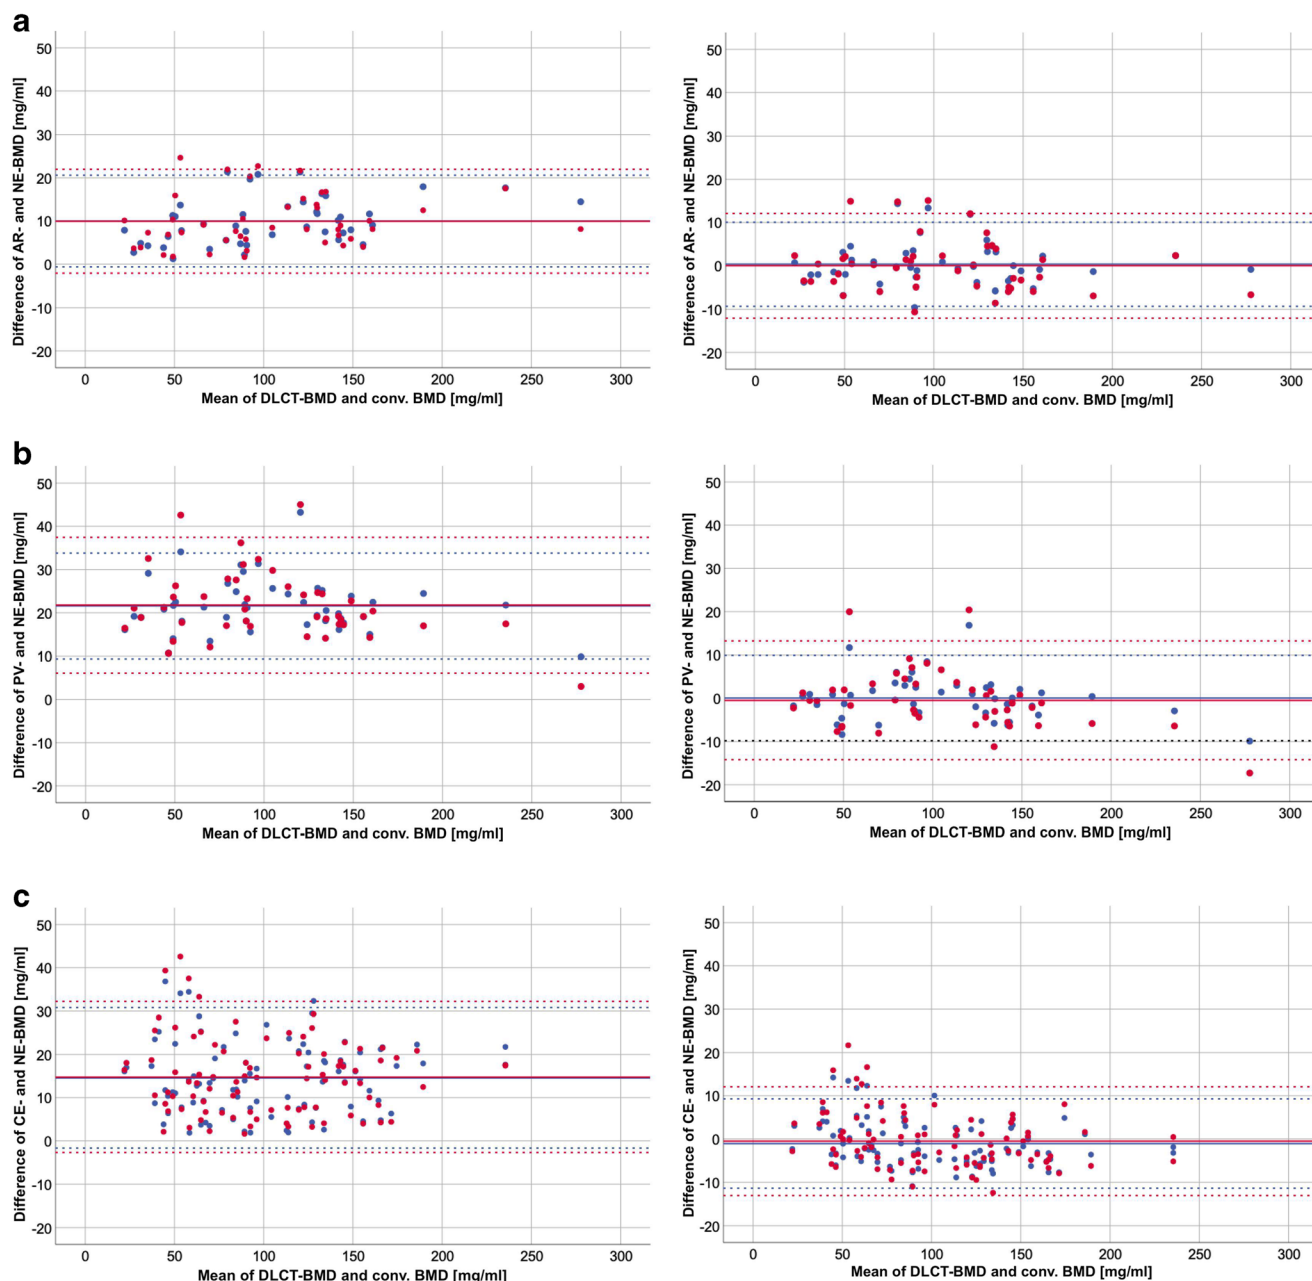 a
50
40
30
20
10
0
-10
-20
Difference of AR- and NE-BMD [mg/ml]
0 50 100 150 200 250 300
Mean of DLCT-BMD and conv. BMD [mg/ml]
50
40
30
20
10
0
-10
-20
Difference of AR- and NE-BMD [mg/ml]
0 50 100 150 200 250 300
Mean of DLCT-BMD and conv. BMD [mg/ml]
b
50
40
30
20
10
0
-10
-20
Difference of PV- and NE-BMD [mg/ml]
0 50 100 150 200 250 300
Mean of DLCT-BMD and conv. BMD [mg/ml]
50
40
30
20
10
0
-10
-20
Difference of PV- and NE-BMD [mg/ml]
0 50 100 150 200 250 300
Mean of DLCT-BMD and conv. BMD [mg/ml]
c
50
40
30
20
10
0
-10
-20
Difference of CE- and NE-BMD [mg/ml]
0 50 100 150 200 250 300
Mean of DLCT-BMD and conv. BMD [mg/ml]
50
40
30
20
10
0
-10
-20
Difference of CE- and NE-BMD [mg/ml]
0 50 100 150 200 250 300
Mean of DLCT-BMD and conv. BMD [mg/ml]